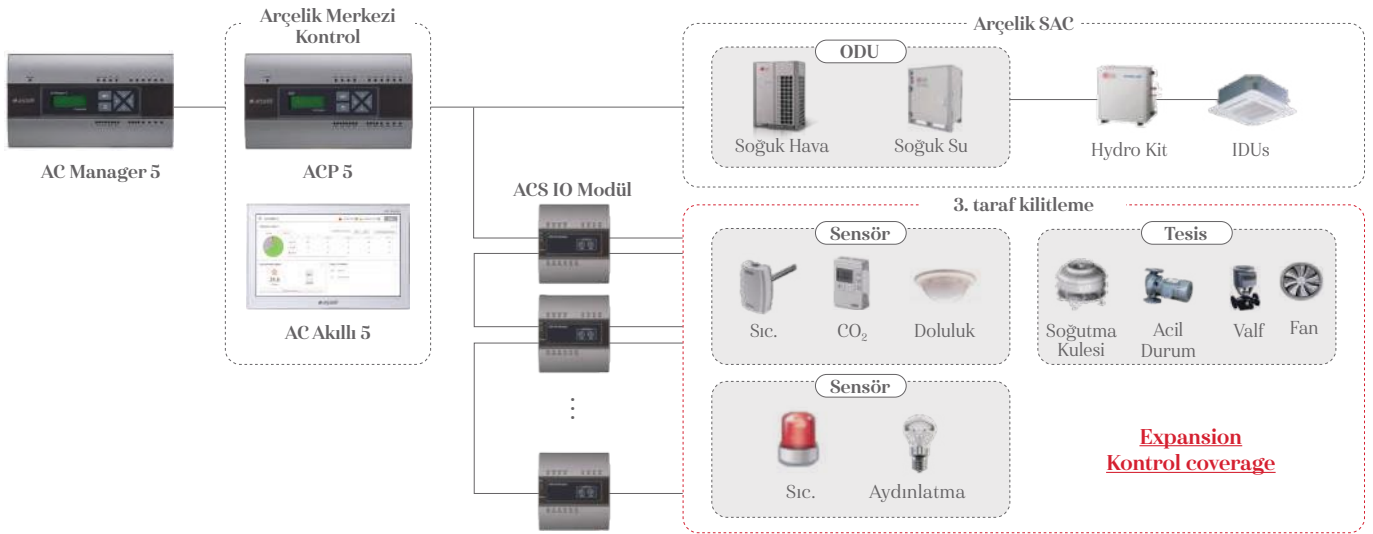 Arçelik Merkezi
Kontrol
AC Manager 5
ACP 5
AC Akıllı 5
ACS IO Modül
Arçelik SAC
ODU
Soğuk Hava
Soğuk Su
Hydro Kit
IDUs
3. taraf kilitleme
Sensör
Sıc.
CO₂
Doluluk
Tesis
Soğutma
Kulesi
Acil
Durum
Valf
Fan
Sensör
Sıc.
Aydınlatma
Expansion
Kontrol coverage